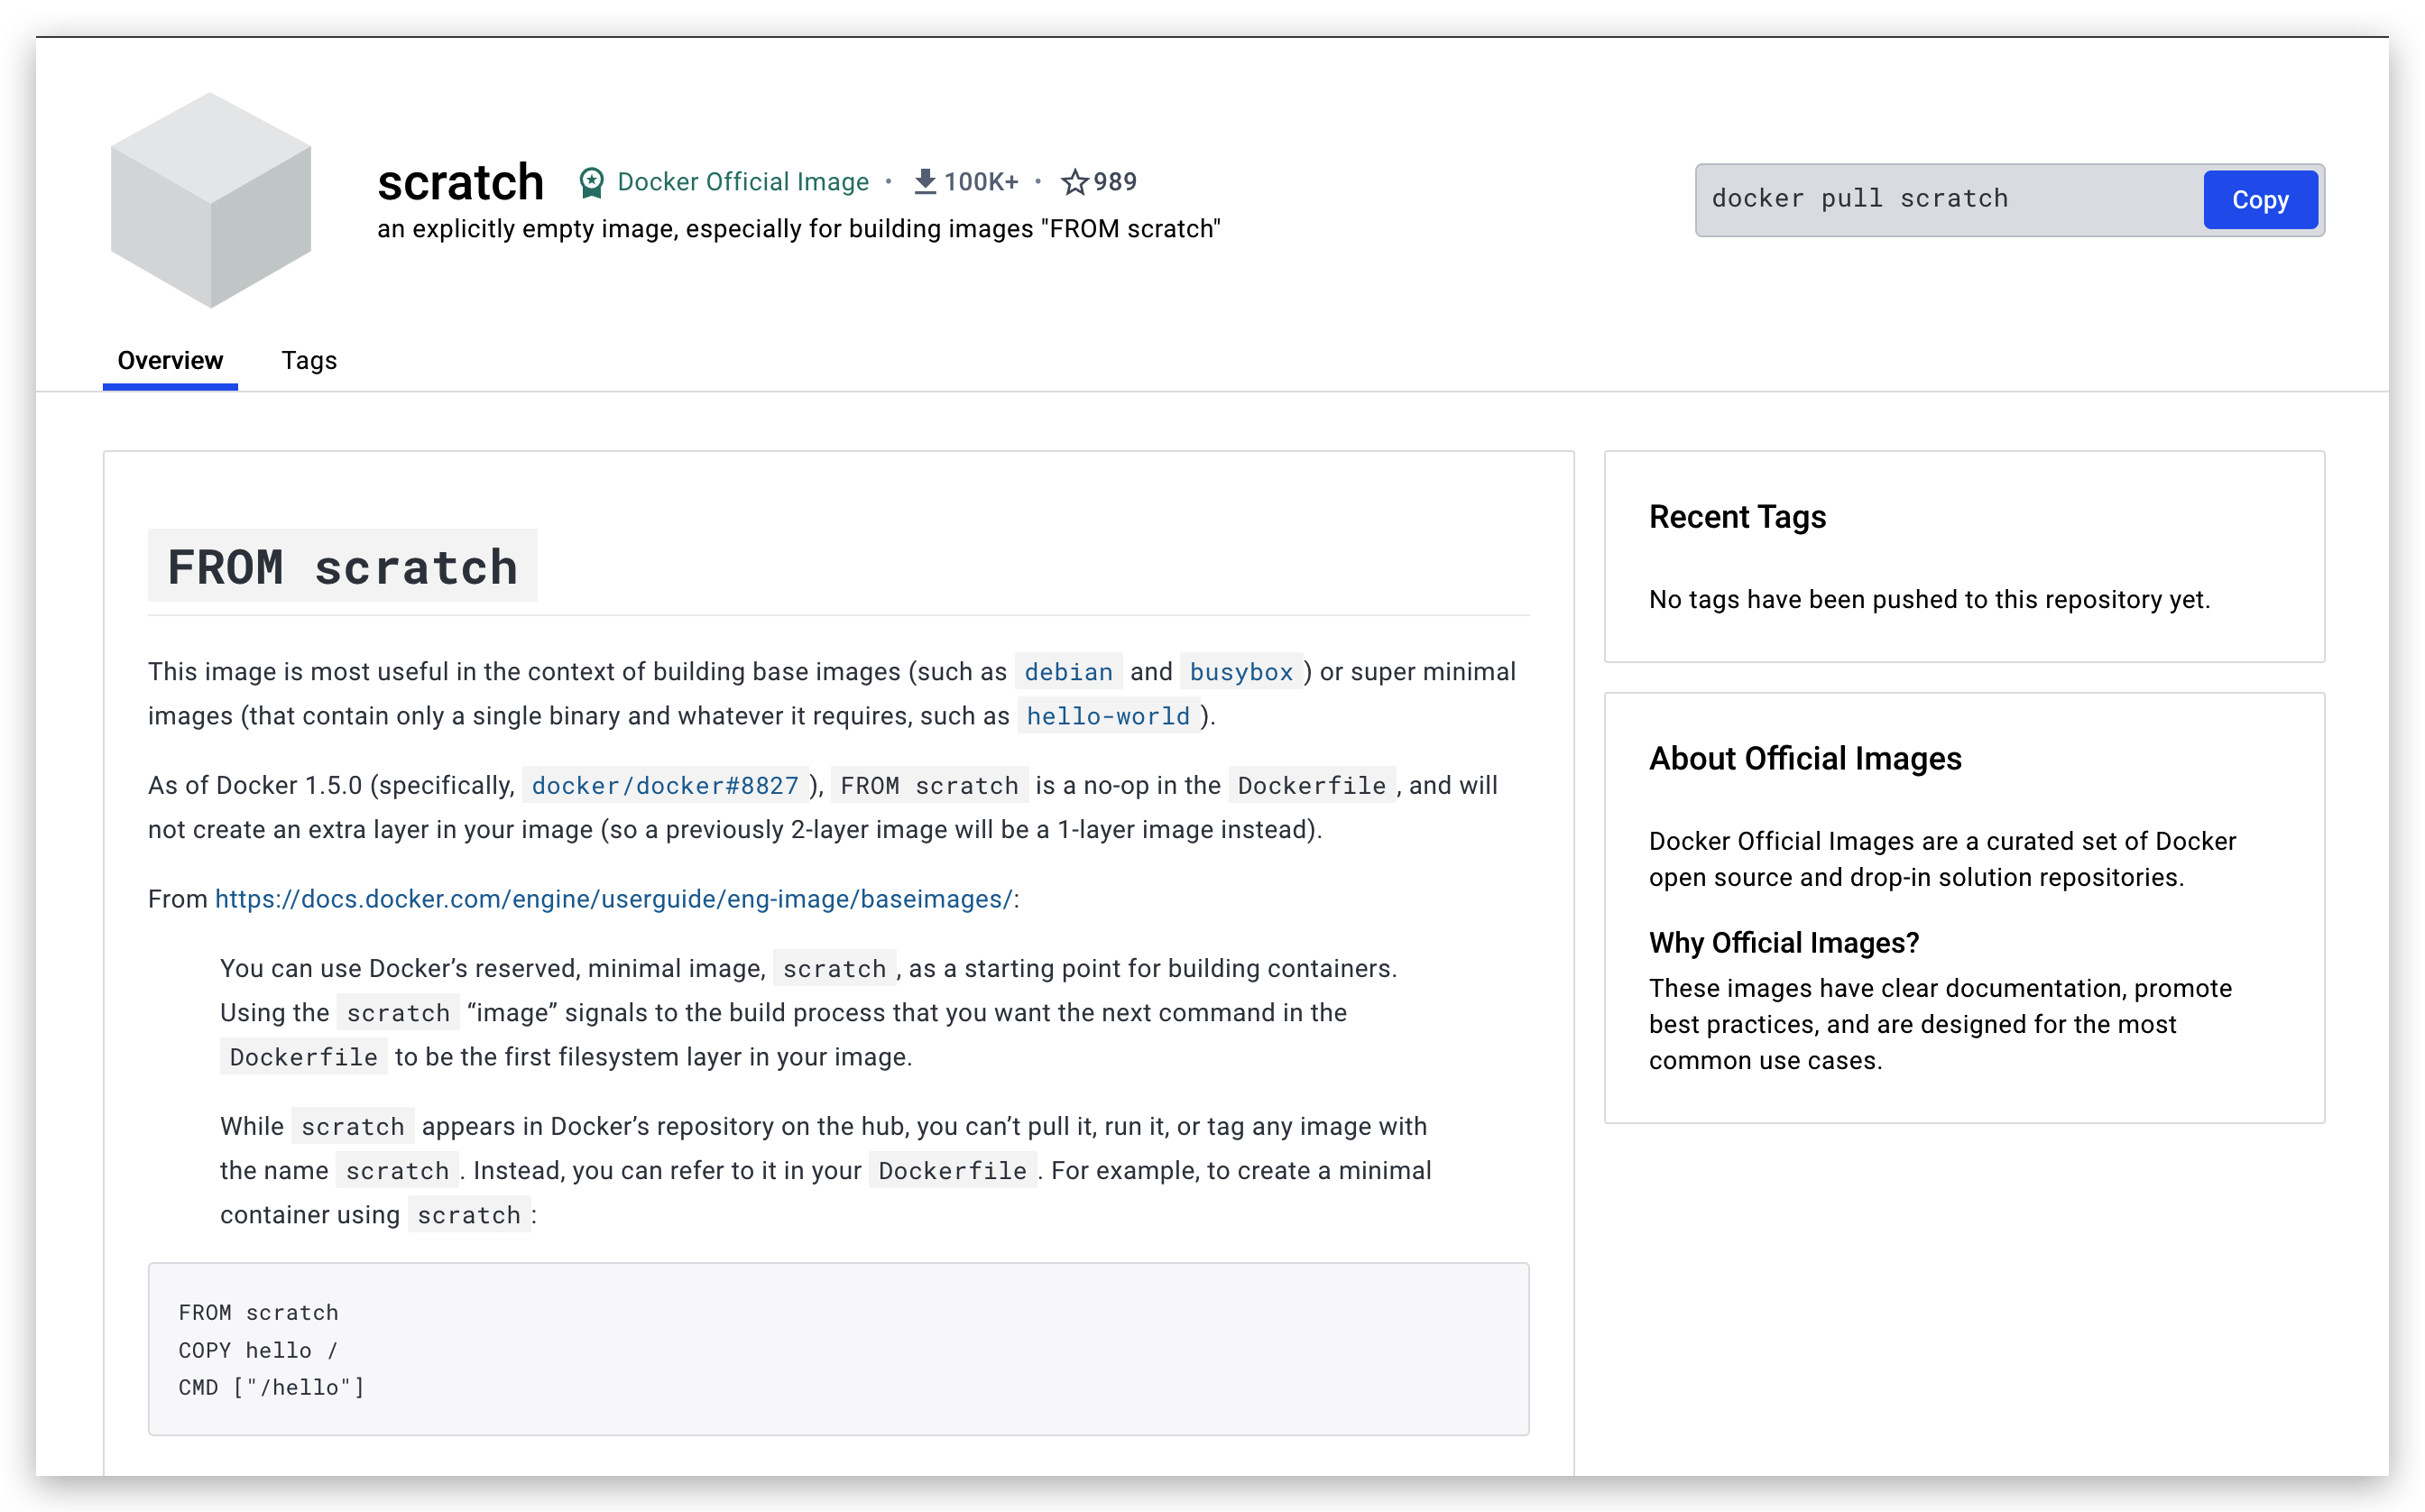 scratch Docker Official Image • 100K+ • 989
an explicitly empty image, especially for building images "FROM scratch"
docker pull scratch Copy
Overview Tags
FROM scratch
This image is most useful in the context of building base images (such as debian and busybox) or super minimal
images (that contain only a single binary and whatever it requires, such as hello-world).
As of Docker 1.5.0 (specifically, docker/docker#8827), FROM scratch is a no-op in the Dockerfile, and will
not create an extra layer in your image (so a previously 2-layer image will be a 1-layer image instead).
From https://docs.docker.com/engine/userguide/eng-image/baseimages/:
You can use Docker’s reserved, minimal image, scratch, as a starting point for building containers.
Using the scratch “image” signals to the build process that you want the next command in the
Dockerfile to be the first filesystem layer in your image.
While scratch appears in Docker’s repository on the hub, you can’t pull it, run it, or tag any image with
the name scratch. Instead, you can refer to it in your Dockerfile. For example, to create a minimal
container using scratch:
FROM scratch
COPY hello /
CMD ["/hello"]
Recent Tags
No tags have been pushed to this repository yet.
About Official Images
Docker Official Images are a curated set of Docker
open source and drop-in solution repositories.
Why Official Images?
These images have clear documentation, promote
best practices, and are designed for the most
common use cases.